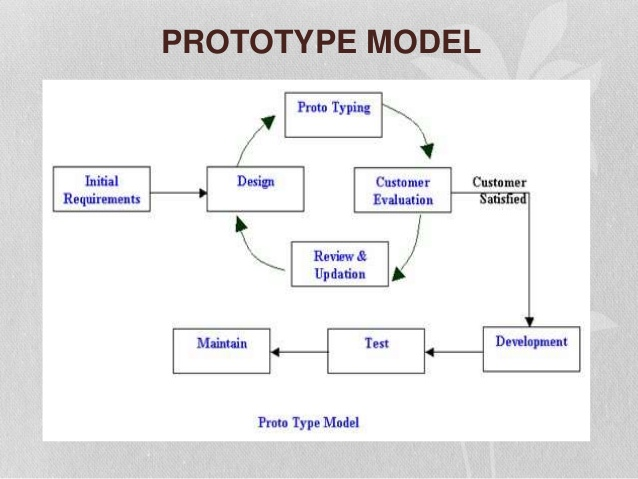 PROTOTYPE MODEL
Proto Typing
Initial
Requirements
Design
Customer
Evaluation
Customer
Satisfied
Review &
Updation
Maintain
Test
Development
Proto Type Model